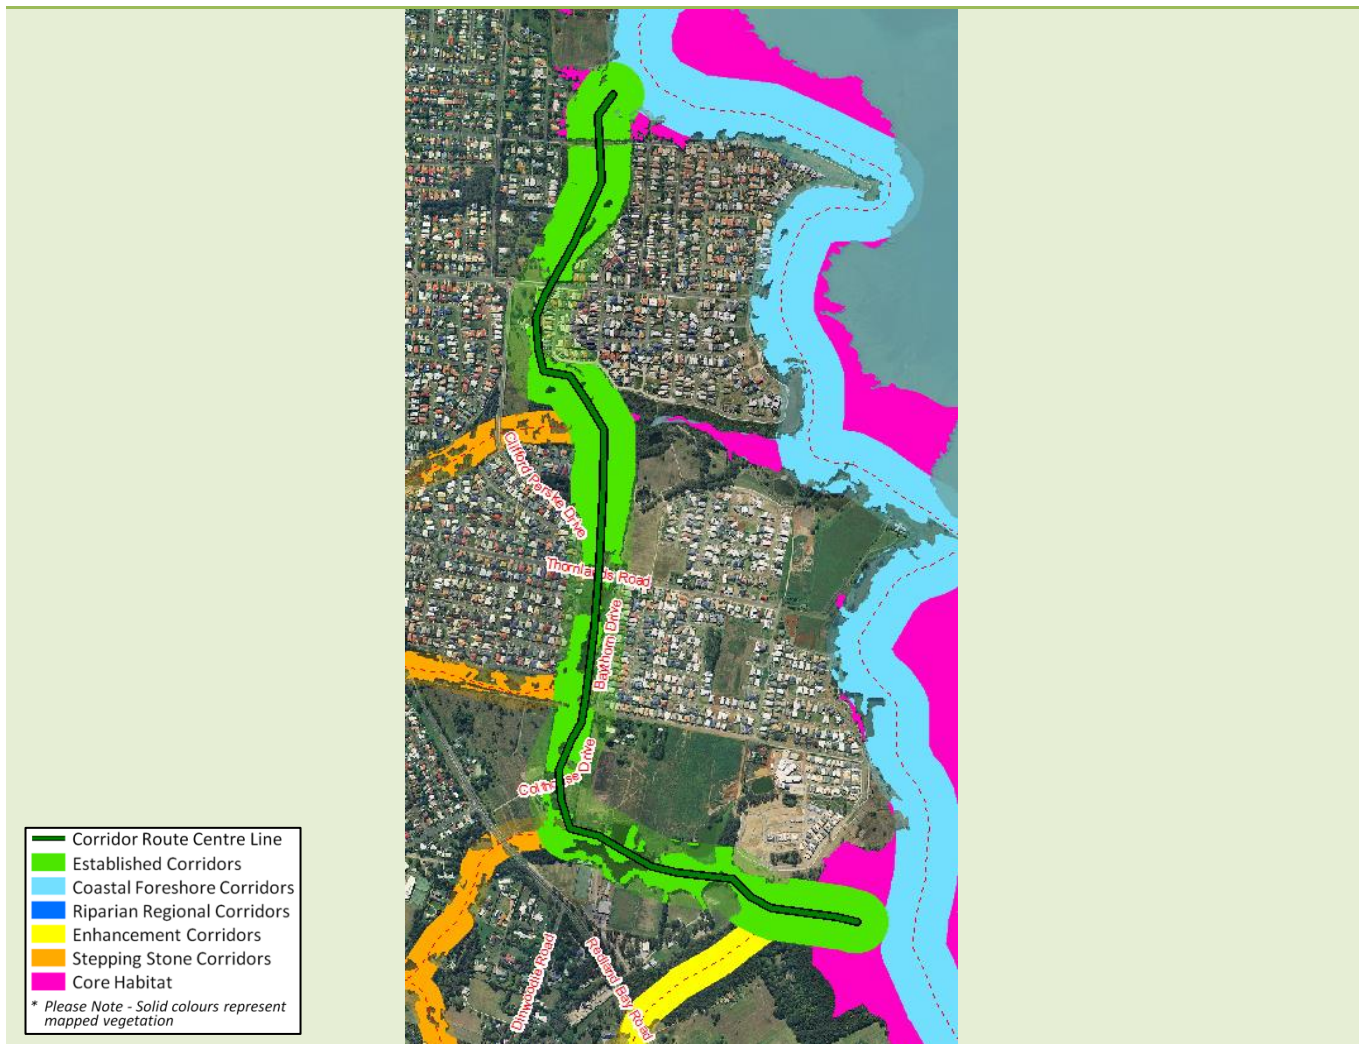 Clifford Perske Drive
Thornlands Road
Baythorn Drive
Drive
Dinwoodie Road
Redland Bay Road
Corridor Route Centre Line
Established Corridors
Coastal Foreshore Corridors
Riparian Regional Corridors
Enhancement Corridors
Stepping Stone Corridors
Core Habitat
* Please Note - Solid colours represent
mapped vegetation